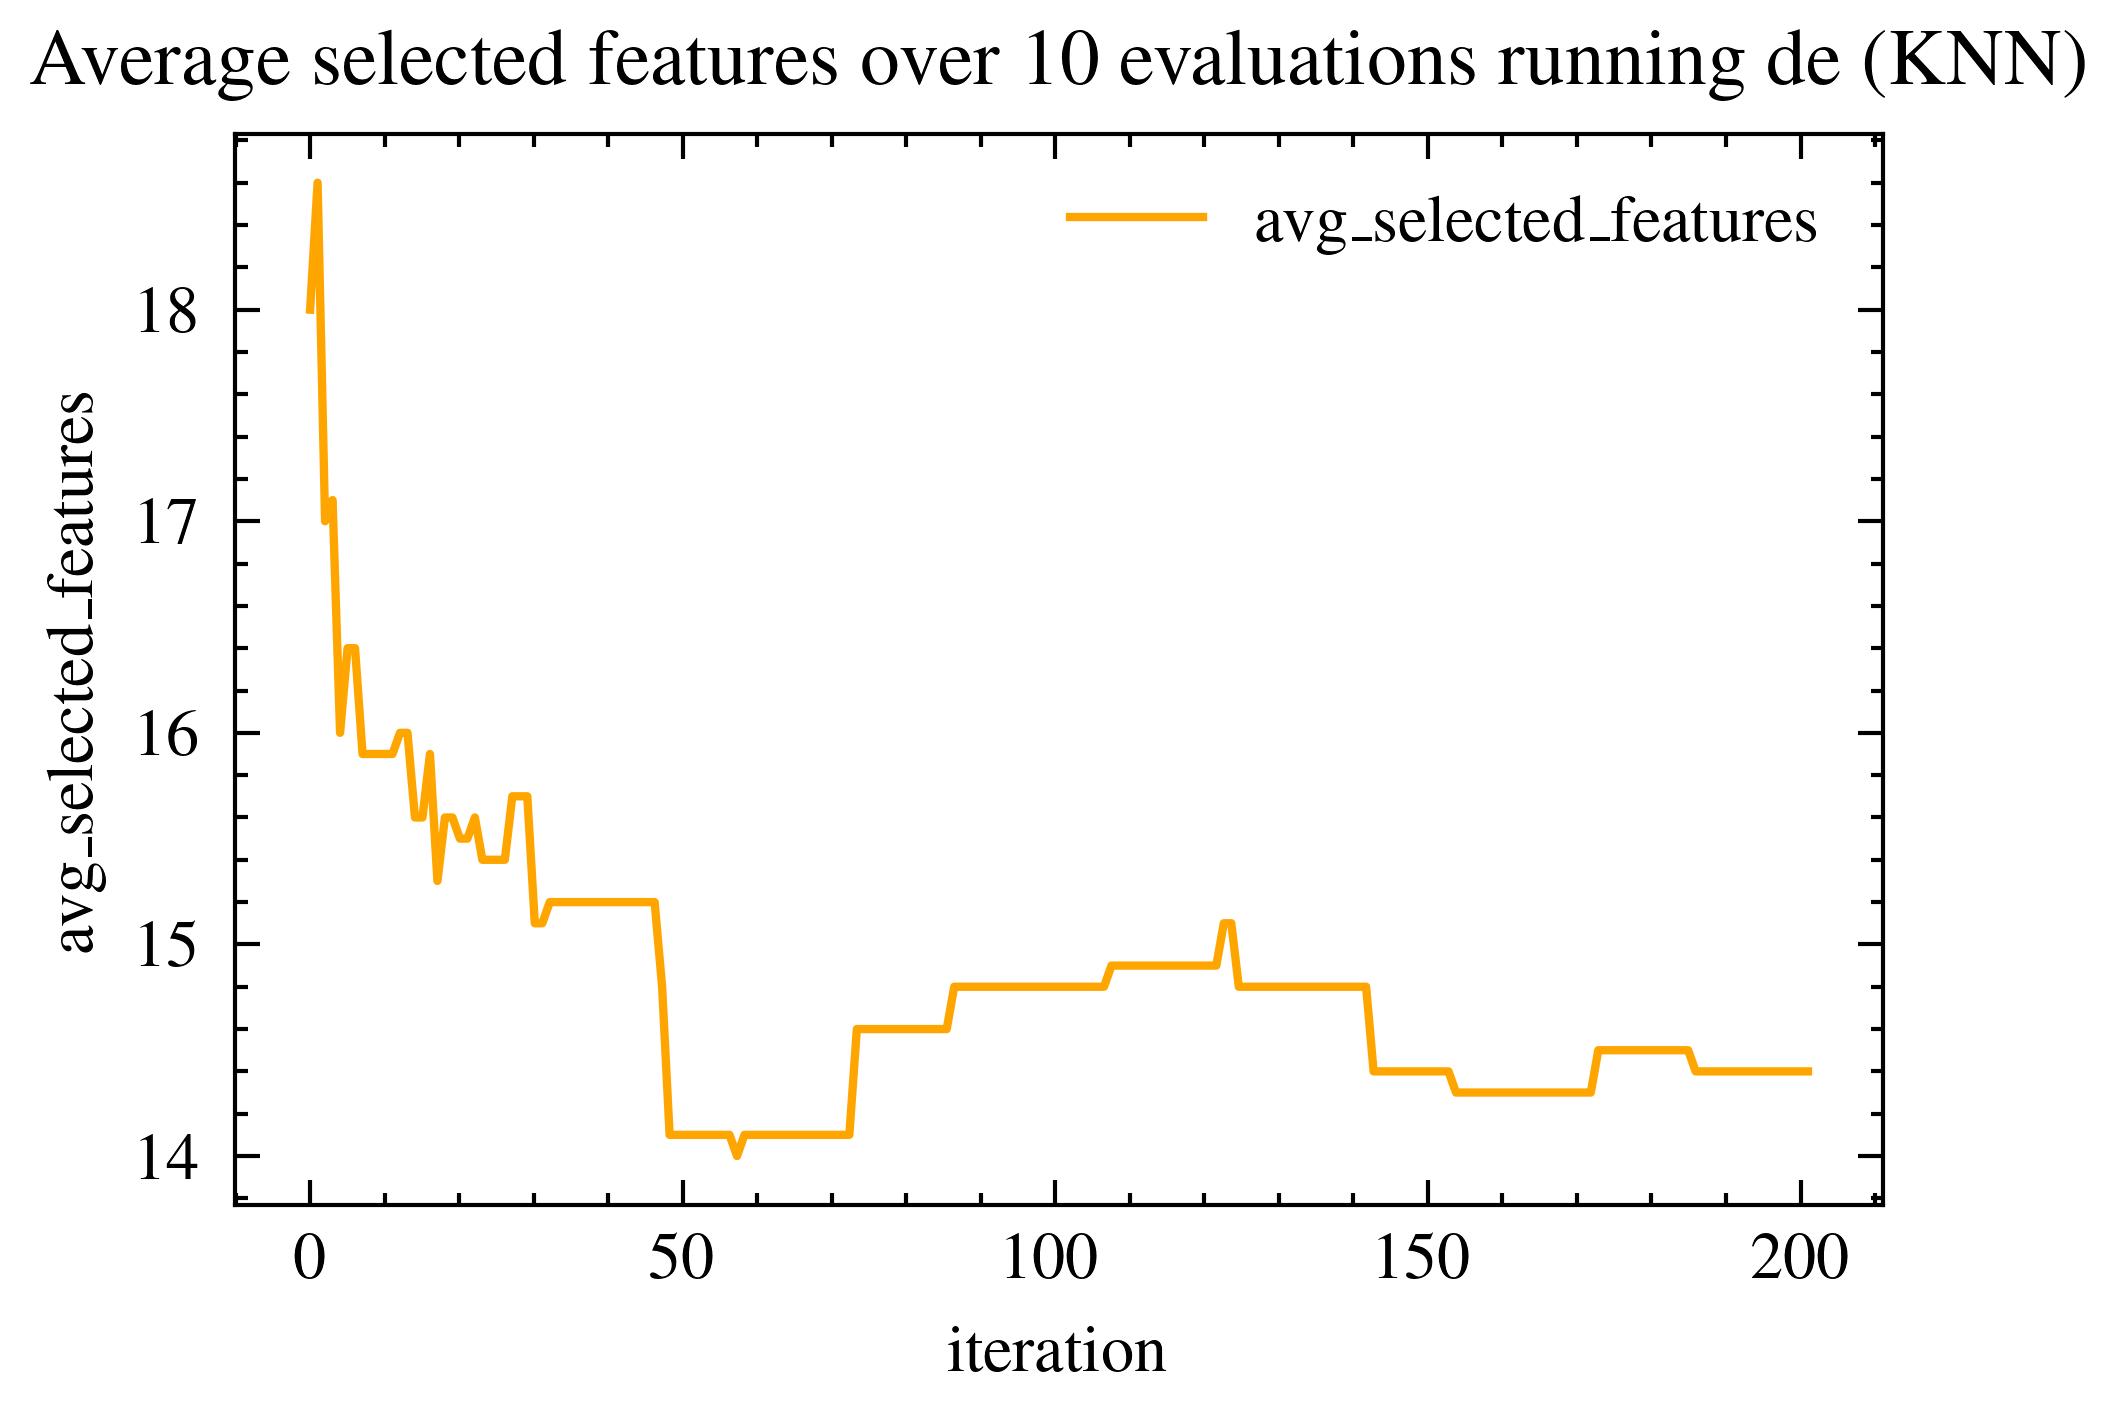 Average selected features over 10 evaluations running de (KNN)
avg_selected_features
avg_selected_features
18
17
16
15
14
0 50 100 150 200
iteration